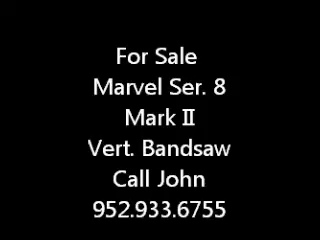 For Sale
Marvel Ser. 8
Mark II
Vert. Bandsaw
Call John
952.933.6755